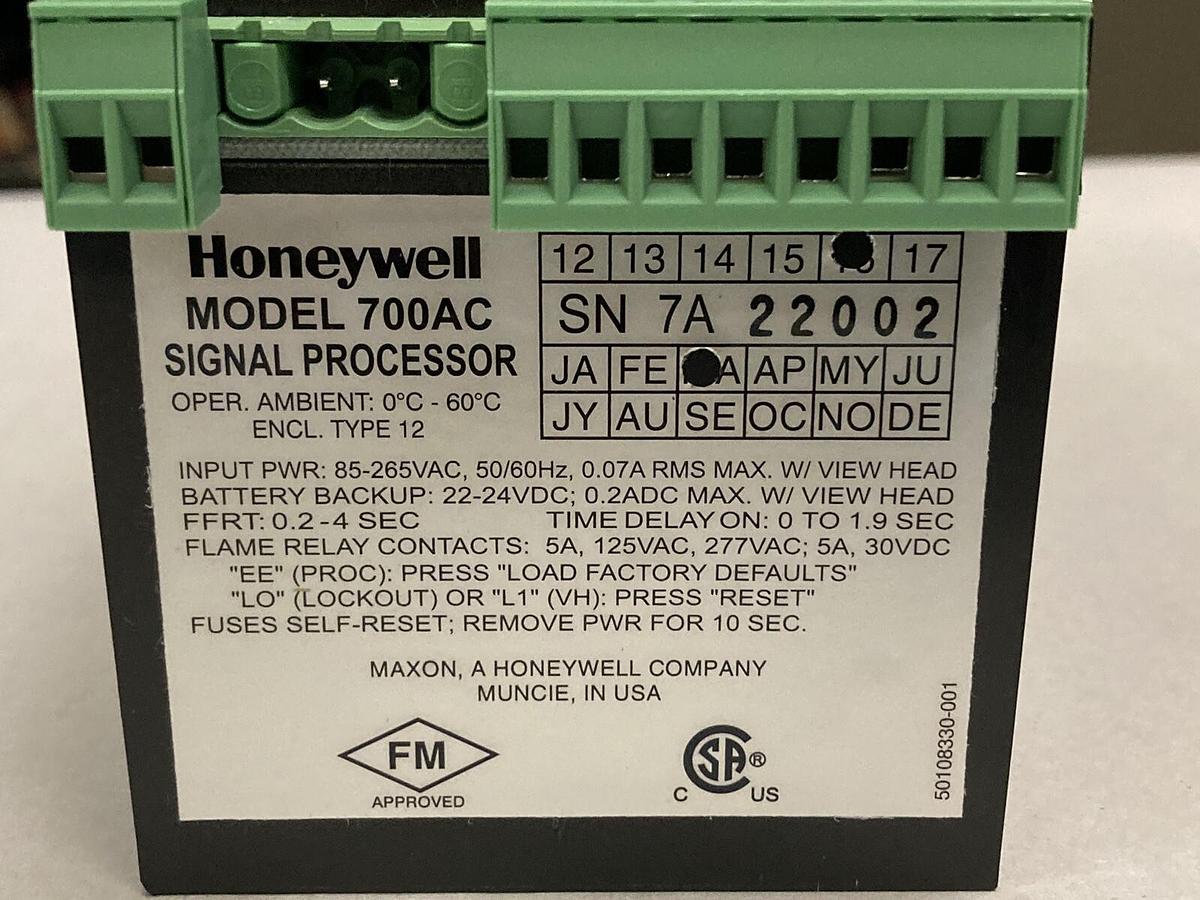 Honeywell
MODEL 700AC
SIGNAL PROCESSOR
OPER. AMBIENT: 0°C - 60°C
ENCL. TYPE 12
12 13 14 15 17
SN 7A 22002
JA FE AP MY JU
JY AU SE OC NO DE
INPUT PWR: 85-265VAC, 50/60Hz, 0.07A RMS MAX. W/ VIEW HEAD
BATTERY BACKUP: 22-24VDC; 0.2ADC MAX. W/ VIEW HEAD
FFRT: 0.2-4 SEC TIME DELAY ON: 0 TO 1.9 SEC
FLAME RELAY CONTACTS: 5A, 125VAC, 277VAC; 5A, 30VDC
"EE" (PROC): PRESS "LOAD FACTORY DEFAULTS"
"LO" (LOCKOUT) OR "L1" (VH): PRESS "RESET"
FUSES SELF-RESET; REMOVE PWR FOR 10 SEC.
MAXON, A HONEYWELL COMPANY
MUNCIE, IN USA
FM
APPROVED
CSA®
C US
50108330-001